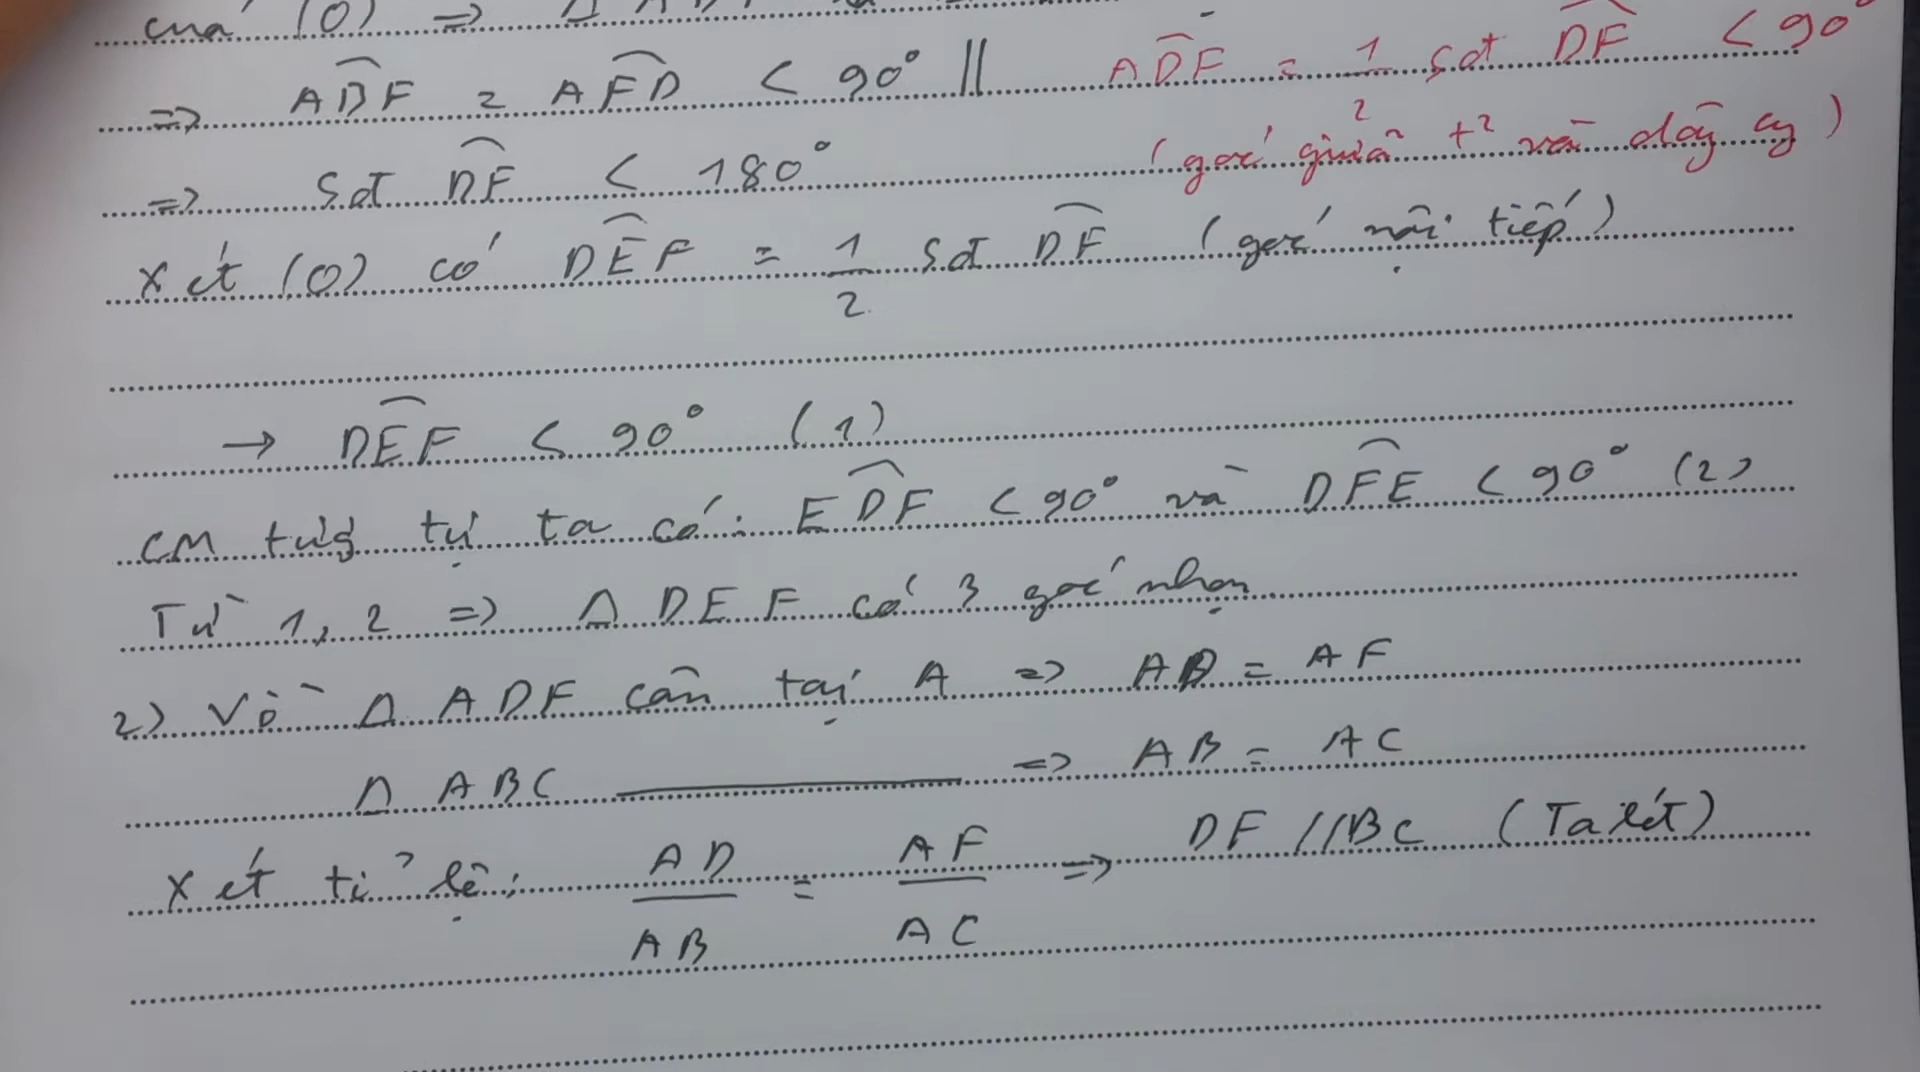 của (O) ⇒ Δ
⇒ ADF = AFD < 90° || ADF = 1/2 sđ DF < 90°
(góc giữa t² và dây cg)
⇒ Sđ DF < 180°
Xét (O) có DEF = 1/2 Sđ DF (góc nội tiếp)
→ DEF < 90° (1)
CM tương tự ta có: EDF < 90° và DFE < 90° (2)
Từ 1, 2 ⇒ Δ DEF có 3 góc nhọn
2) Vì Δ ADF cân tại A ⇒ AD = AF
Δ ABC ——— ⇒ AB = AC
Xét tỉ lệ: AD/AB = AF/AC ⇒ DF // BC (Ta lét)